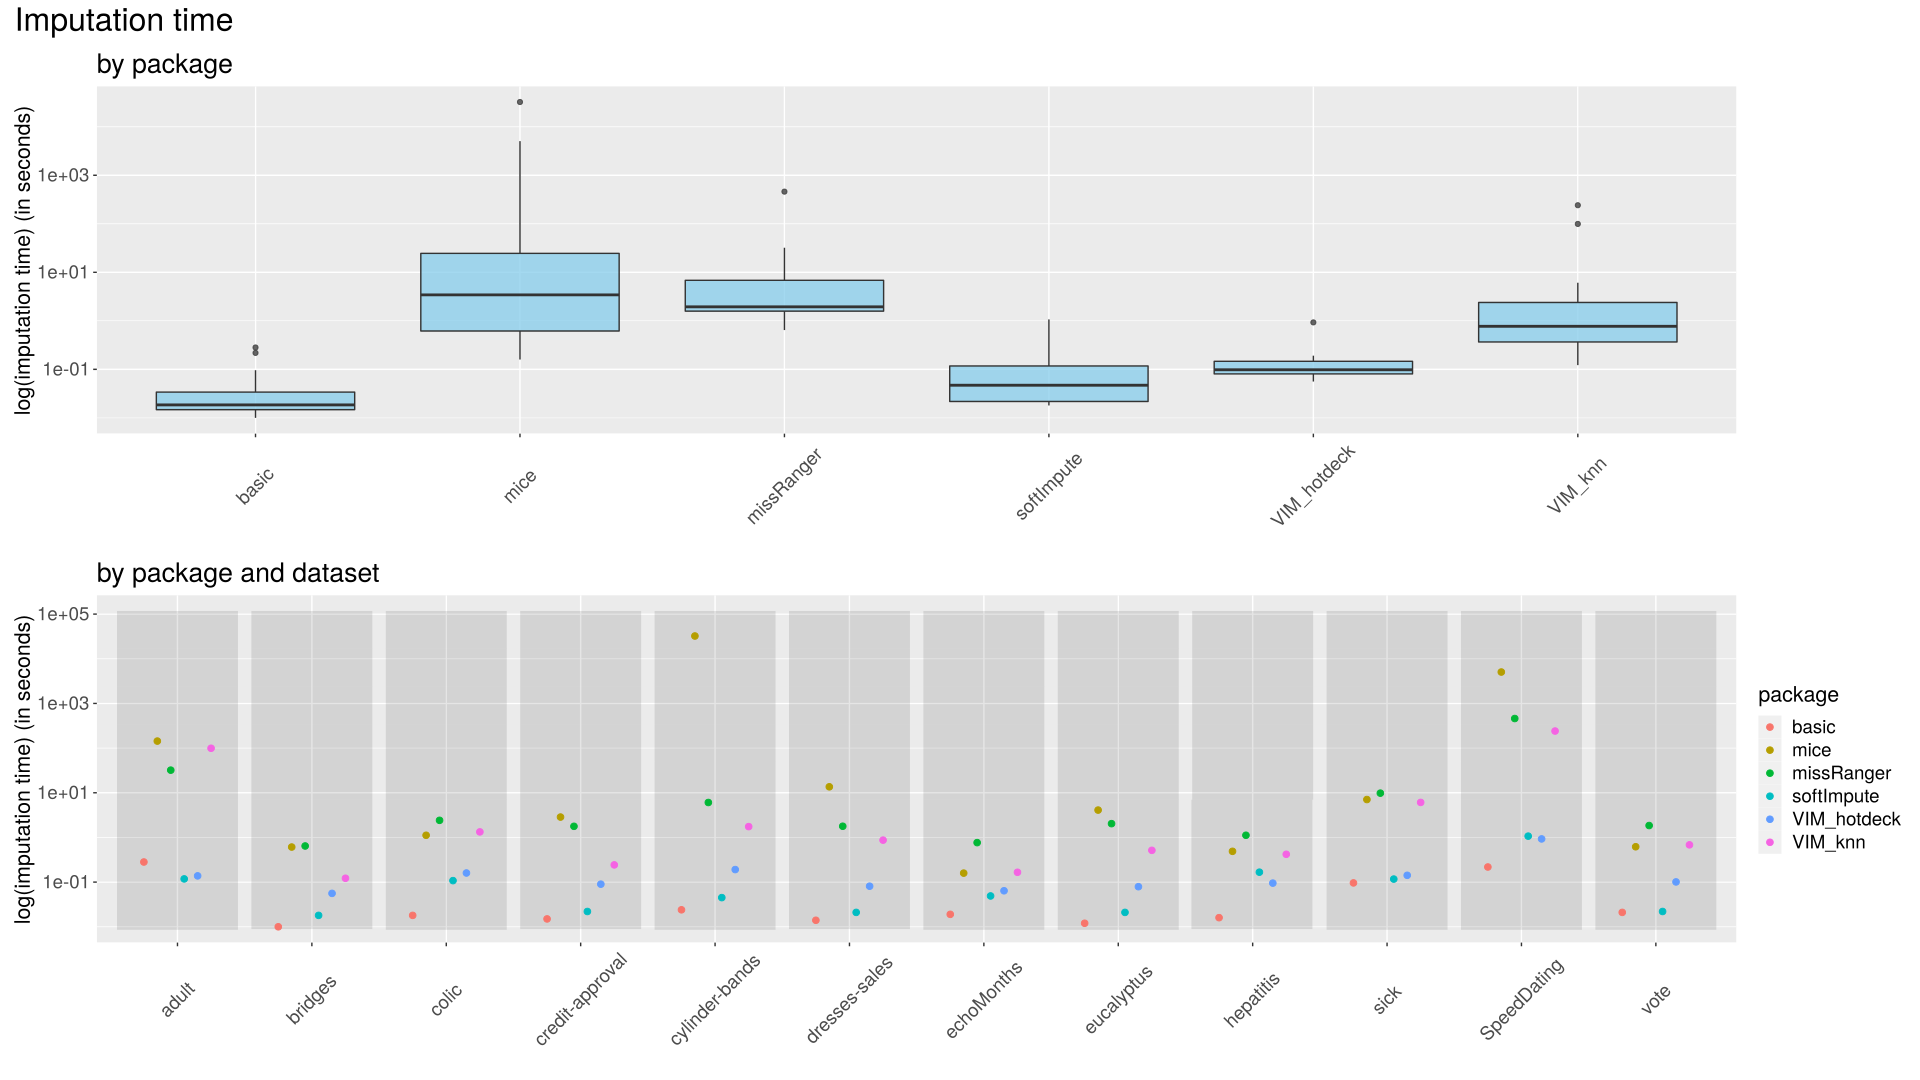 Imputation time
by package
log(imputation time) (in seconds)
1e+03
1e+01
1e-01
basic
mice
missRanger
softImpute
VIM_hotdeck
VIM_knn
by package and dataset
log(imputation time) (in seconds)
1e+05
1e+03
1e+01
1e-01
adult
bridges
colic
credit-approval
cylinder-bands
dresses-sales
echoMonths
eucalyptus
hepatitis
sick
SpeedDating
vote
package
basic
mice
missRanger
softImpute
VIM_hotdeck
VIM_knn